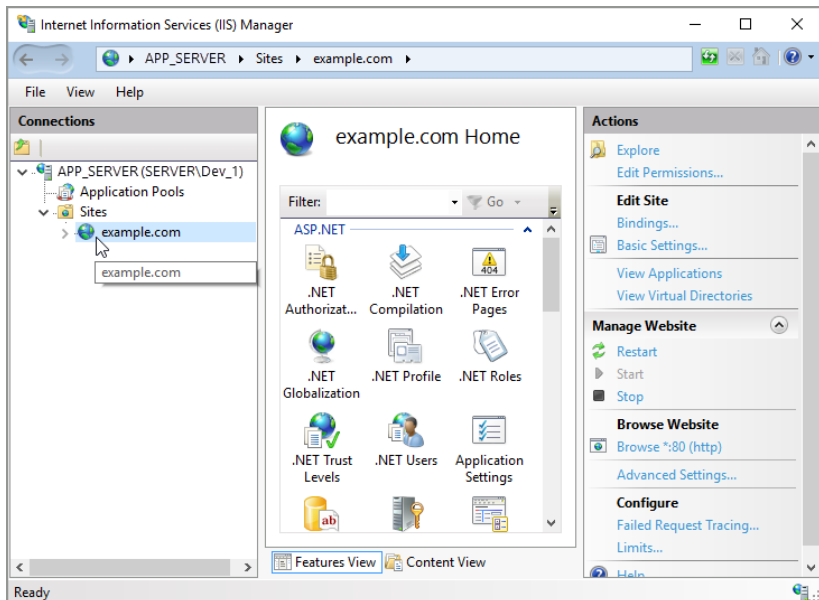 Internet Information Services (IIS) Manager
APP_SERVER Sites example.com
File View Help
Connections
APP_SERVER (SERVER\Dev_1)
Application Pools
Sites
example.com
example.com
example.com Home
Filter: Go
ASP.NET
.NET Authorizat...
.NET Compilation
404
.NET Error Pages
.NET Globalization
.NET Profile
.NET Roles
.NET Trust Levels
.NET Users
Application Settings
ab
Features View Content View
Actions
Explore
Edit Permissions...
Edit Site
Bindings...
Basic Settings...
View Applications
View Virtual Directories
Manage Website
Restart
Start
Stop
Browse Website
Browse *:80 (http)
Advanced Settings...
Configure
Failed Request Tracing...
Limits...
Help
Ready